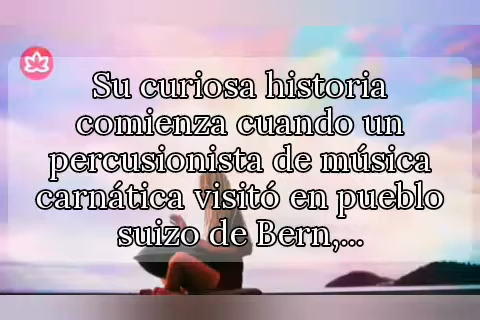 Su curiosa historia
comienza cuando un
percusionista de música
carnática visitó en pueblo
suizo de Bern,...